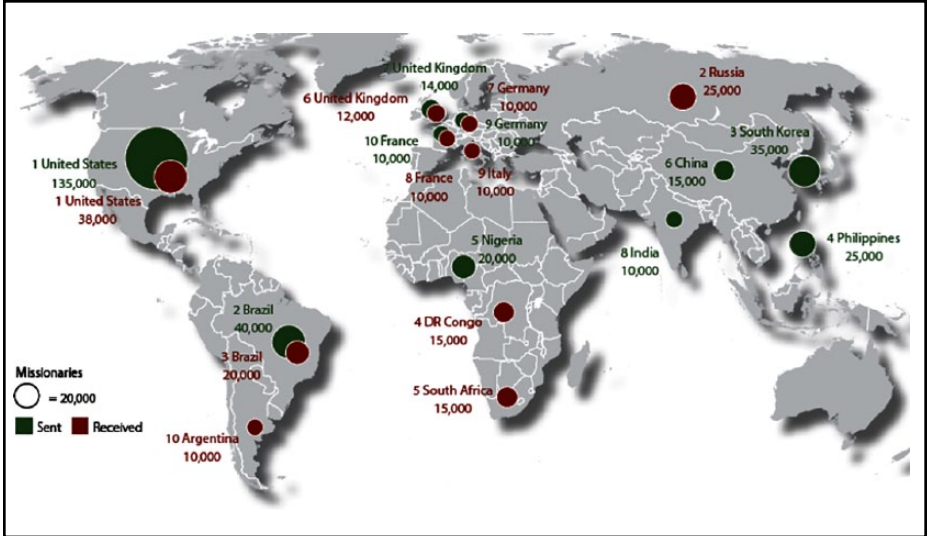 7 United Kingdom
14,000
6 United Kingdom
12,000
7 Germany
10,000
9 Germany
10,000
10 France
10,000
8 France
10,000
9 Italy
10,000
2 Russia
25,000
3 South Korea
35,000
6 China
15,000
1 United States
135,000
1 United States
38,000
5 Nigeria
20,000
8 India
10,000
4 Philippines
25,000
2 Brazil
40,000
3 Brazil
20,000
4 DR Congo
15,000
5 South Africa
15,000
10 Argentina
10,000
Missionaries
= 20,000
Sent Received